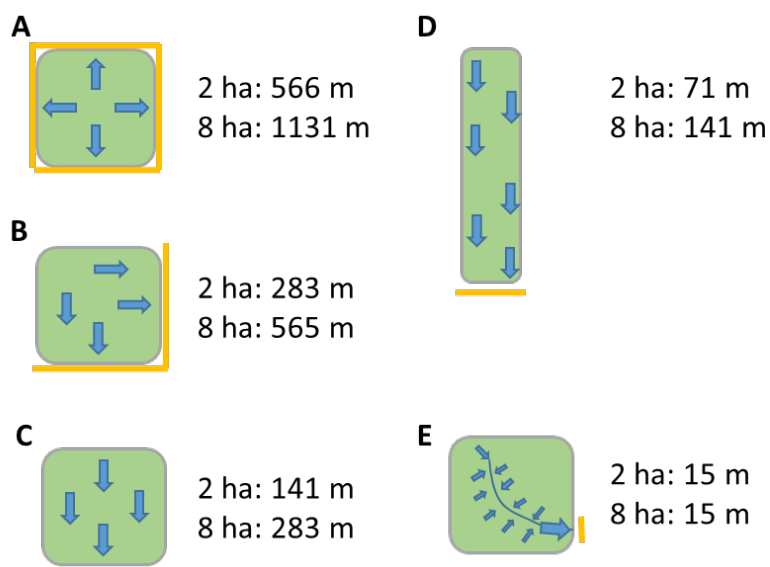 A
2 ha: 566 m
8 ha: 1131 m
B
2 ha: 283 m
8 ha: 565 m
C
2 ha: 141 m
8 ha: 283 m
D
2 ha: 71 m
8 ha: 141 m
E
2 ha: 15 m
8 ha: 15 m